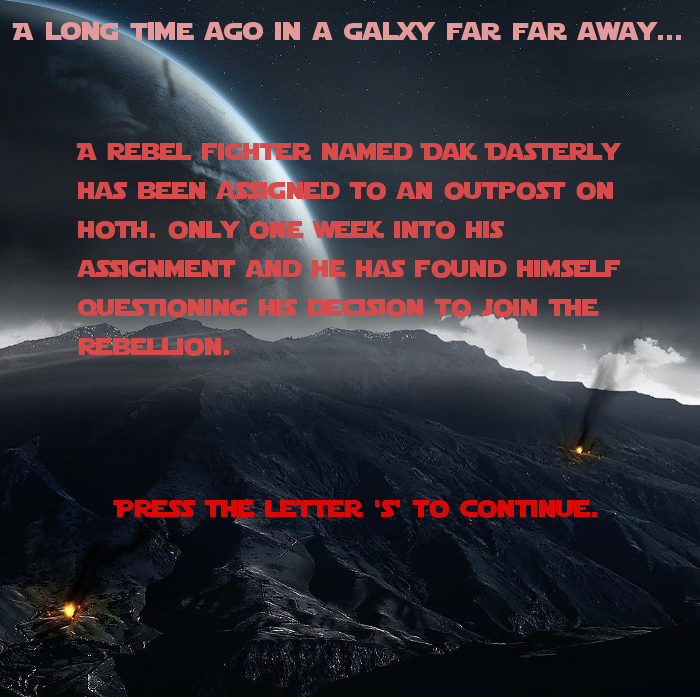 A long time ago in a galxy far far away...
A rebel fighter named Dak Dasterly
has been assigned to an outpost on
hoth. only one week into his
assignment and he has found himself
questioning his decision to join the
rebellion.
Press the letter 's' to continue.